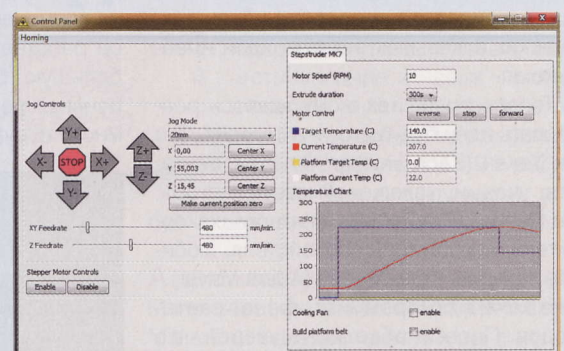 Control Panel
Homing
Jog Controls
Y+
X- STOP X+
Y-
Z+
Z-
Jog Mode
20mm
X 0,00 Center X
Y 55,003 Center Y
Z 15,45 Center Z
Make current position zero
XY Feedrate 480 mm/min.
Z Feedrate 480 mm/min.
Stepper Motor Controls
Enable Disable
Stepstruder MK7
Motor Speed (RPM) 10
Extrude duration 300s
Motor Control reverse stop forward
Target Temperature (C) 140.0
Current Temperature (C) 207.0
Platform Target Temp (C) 0.0
Platform Current Temp (C) 22.0
Temperature Chart
300
250
200
150
100
50
0
Cooling Fan enable
Build platform belt enable